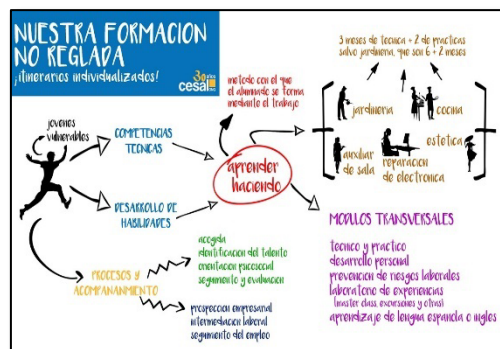 NUESTRA FORMACION
NO REGLADA
¡itinerarios individualizados!
30 años
cesal
jovenes
vulnerables
COMPETENCIAS
TECNICAS
DESARROLLO DE
HABILIDADES
PROCESOS Y
ACOMPAÑANMIENTO
acogida
identificacion del talento
orientacion psicosocial
seguimiento y evaluacion
prospeccion empresarial
intermediacion laboral
seguimiento del empleo
metodo con el que
el alumnado se forma
mediante el trabajo
aprender
haciendo
3 meses de tecnica + 2 de practicas
salvo jardineria, que son 6 + 2 meses
jardineria
cocina
auxiliar
de sala
reparacion
de electronica
estetica
MODULOS TRANSVERSALES
tecnico y practico
desarrollo personal
prevencion de riesgos laborales
laboratorio de experiencias
(master class, excursiones y otras)
aprendizaje de lengua española o ingles